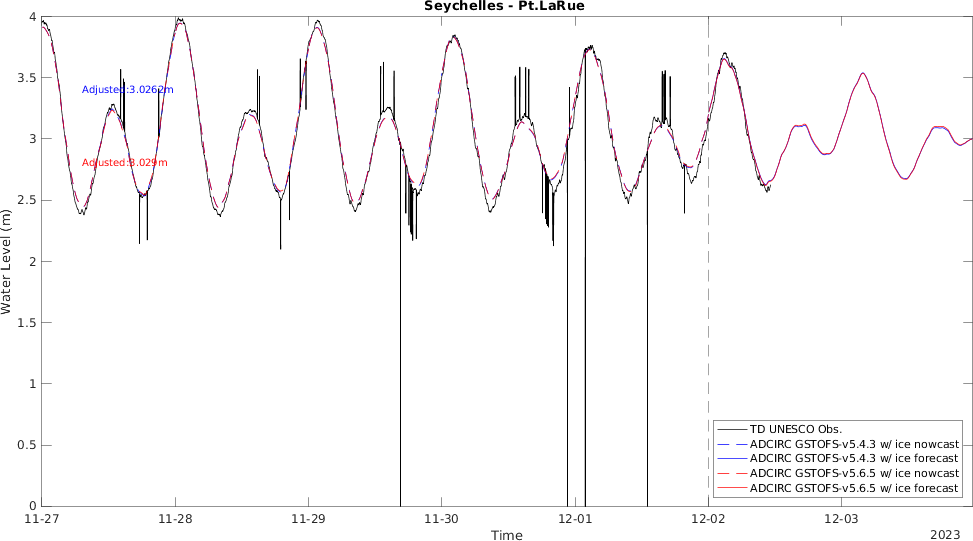 Seychelles - Pt.LaRue
4
3.5
3
2.5
2
1.5
1
0.5
0
Water Level (m)
Adjusted:3.0262m
Adjusted:3.029m
TD UNESCO Obs.
ADCIRC GSTOFS-v5.4.3 w/ ice nowcast
ADCIRC GSTOFS-v5.4.3 w/ ice forecast
ADCIRC GSTOFS-v5.6.5 w/ ice nowcast
ADCIRC GSTOFS-v5.6.5 w/ ice forecast
11-27 11-28 11-29 11-30 12-01 12-02 12-03
Time
2023